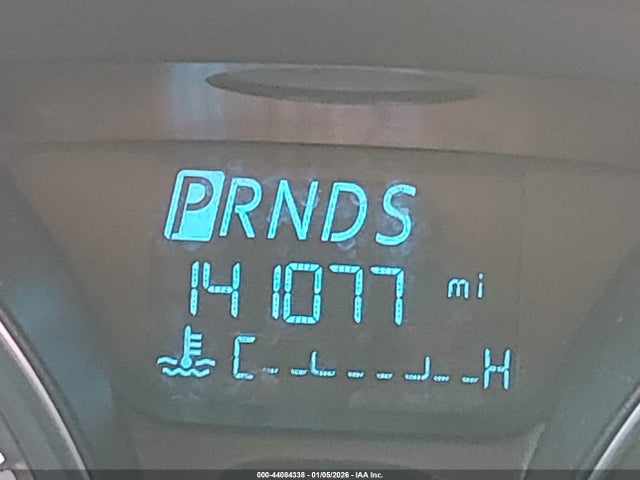 PRNDS
141077 mi
C H
000-44084338 - 01/05/2026 - IAA Inc.